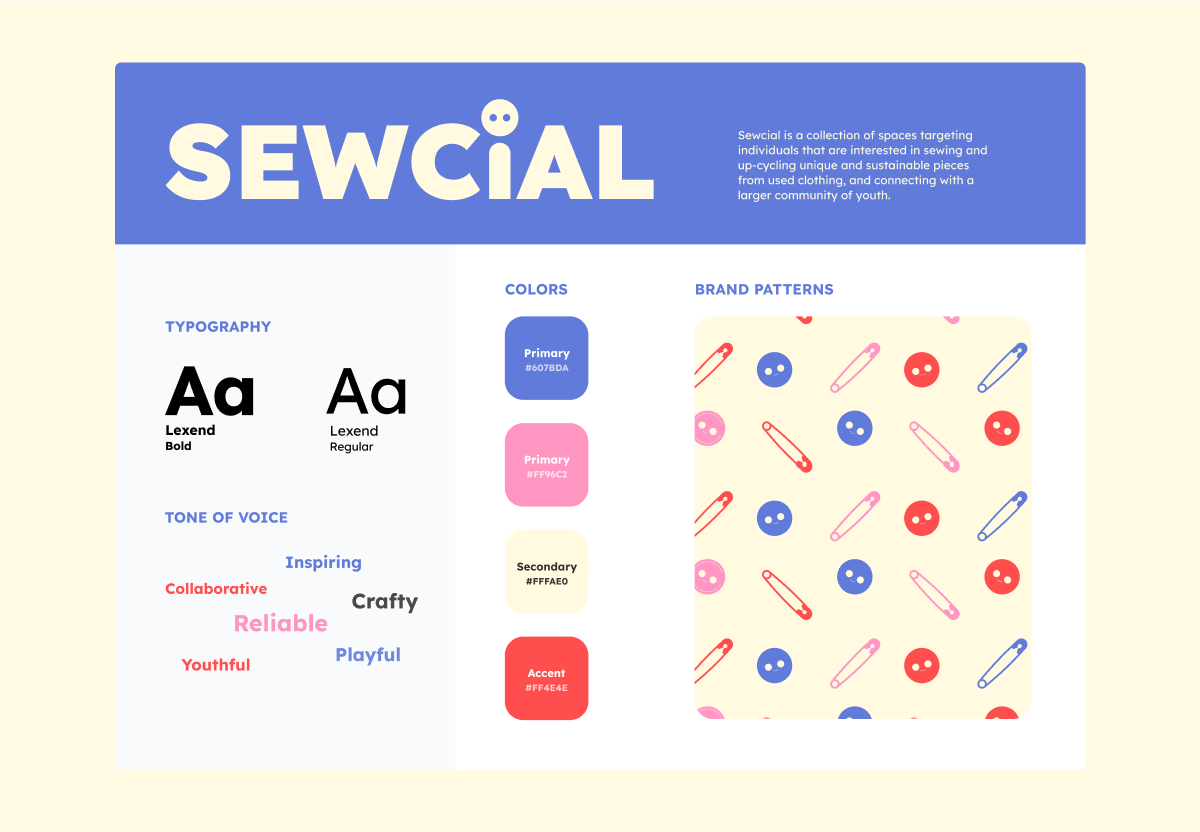 SEWCiAL
Sewcial is a collection of spaces targeting
individuals that are interested in sewing and
up-cycling unique and sustainable pieces
from used clothing, and connecting with a
larger community of youth.
TYPOGRAPHY
Aa
Lexend
Bold
Aa
Lexend
Regular
TONE OF VOICE
Inspiring
Collaborative
Crafty
Reliable
Playful
Youthful
COLORS
Primary
#607BDA
Primary
#FF96C2
Secondary
#FFFAE0
Accent
#FF4E4E
BRAND PATTERNS